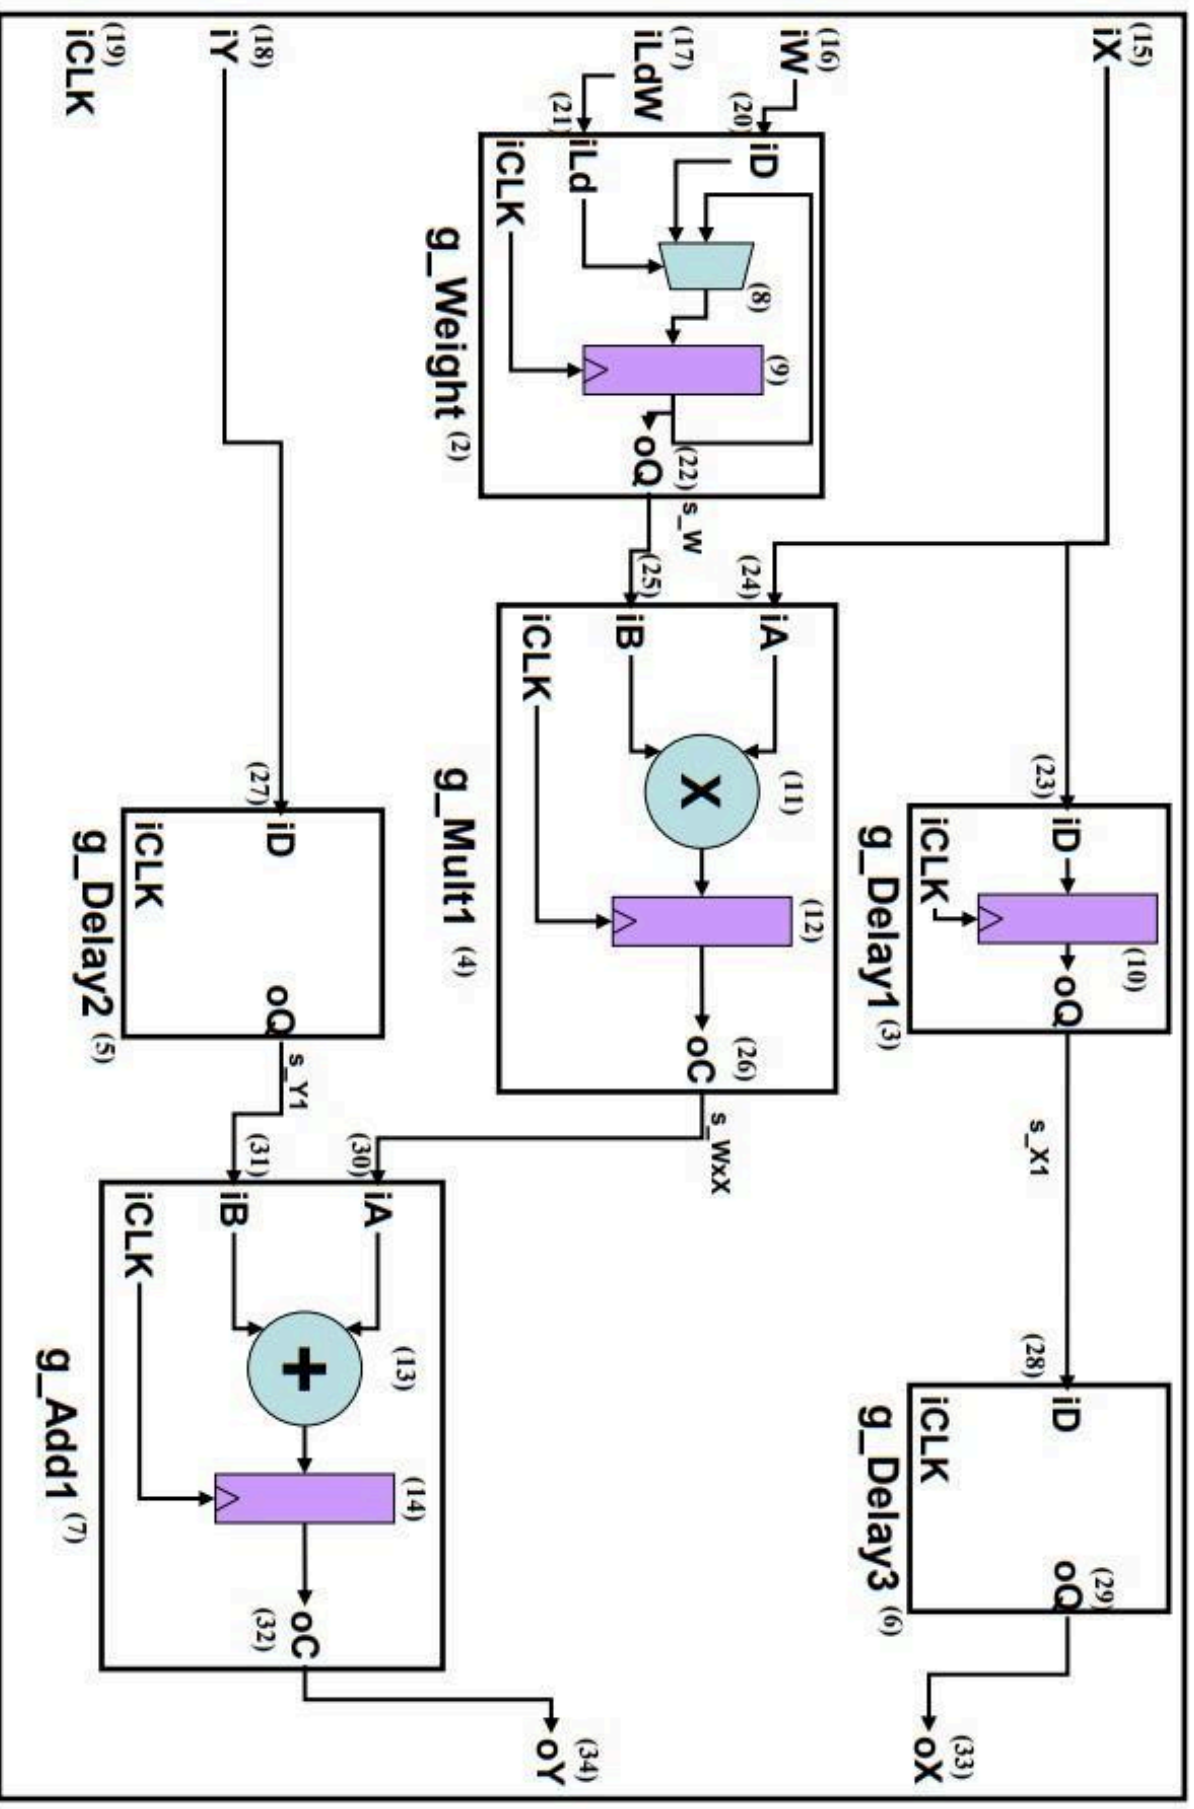 (15)
iX
(16)
iW
(17)
iLdW
(18)
iY
(19)
iCLK
(20)
(21)
iD
iLd
iCLK
(8)
(9)
oQ
(22)
s_W
g_Weight (2)
(24)
(25)
iA
iB
iCLK
(11)
X
(12)
(26)
oC
s_WxX
g_Mult1 (4)
(23)
iD
iCLK
(10)
oQ
g_Delay1 (3)
s_X1
(27)
iD
iCLK
oQ
g_Delay2 (5)
s_Y1
(28)
iD
iCLK
(29)
oQ
g_Delay3 (6)
(30)
(31)
iA
iB
iCLK
(13)
+
(14)
oC
(32)
g_Add1 (7)
(33)
oX
(34)
oY